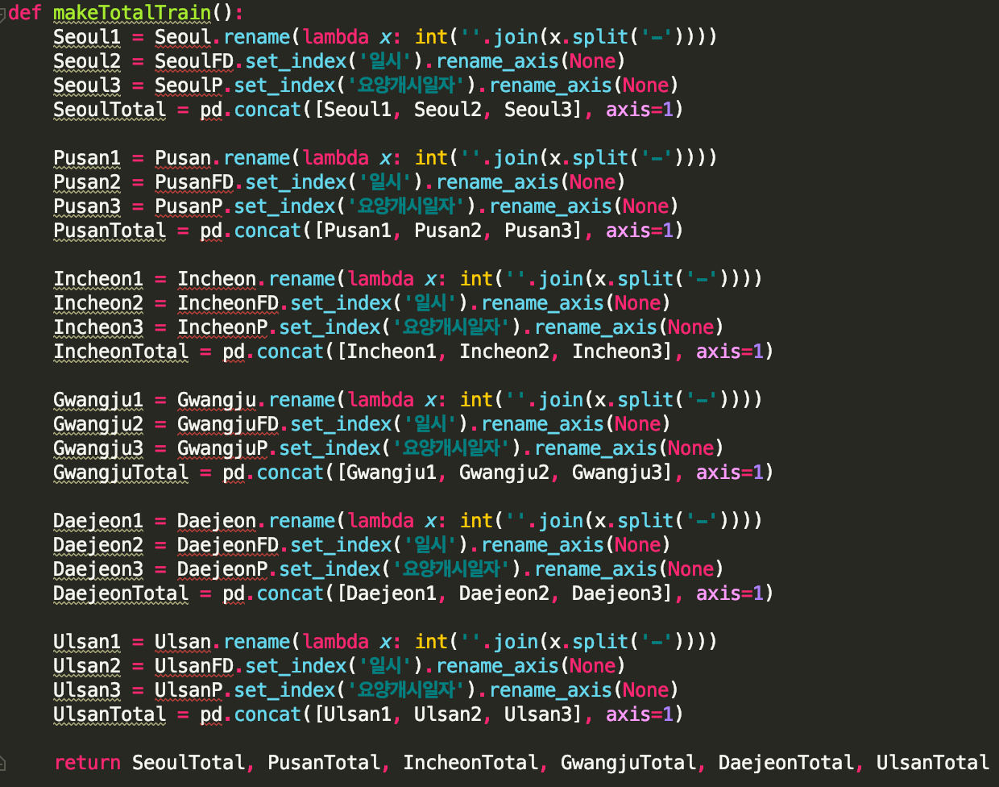 def makeTotalTrain():
    Seoul1 = Seoul.rename(lambda x: int(''.join(x.split('-'))))
    Seoul2 = SeoulFD.set_index('일시').rename_axis(None)
    Seoul3 = SeoulP.set_index('요양개시일자').rename_axis(None)
    SeoulTotal = pd.concat([Seoul1, Seoul2, Seoul3], axis=1)

    Pusan1 = Pusan.rename(lambda x: int(''.join(x.split('-'))))
    Pusan2 = PusanFD.set_index('일시').rename_axis(None)
    Pusan3 = PusanP.set_index('요양개시일자').rename_axis(None)
    PusanTotal = pd.concat([Pusan1, Pusan2, Pusan3], axis=1)

    Incheon1 = Incheon.rename(lambda x: int(''.join(x.split('-'))))
    Incheon2 = IncheonFD.set_index('일시').rename_axis(None)
    Incheon3 = IncheonP.set_index('요양개시일자').rename_axis(None)
    IncheonTotal = pd.concat([Incheon1, Incheon2, Incheon3], axis=1)

    Gwangju1 = Gwangju.rename(lambda x: int(''.join(x.split('-'))))
    Gwangju2 = GwangjuFD.set_index('일시').rename_axis(None)
    Gwangju3 = GwangjuP.set_index('요양개시일자').rename_axis(None)
    GwangjuTotal = pd.concat([Gwangju1, Gwangju2, Gwangju3], axis=1)

    Daejeon1 = Daejeon.rename(lambda x: int(''.join(x.split('-'))))
    Daejeon2 = DaejeonFD.set_index('일시').rename_axis(None)
    Daejeon3 = DaejeonP.set_index('요양개시일자').rename_axis(None)
    DaejeonTotal = pd.concat([Daejeon1, Daejeon2, Daejeon3], axis=1)

    Ulsan1 = Ulsan.rename(lambda x: int(''.join(x.split('-'))))
    Ulsan2 = UlsanFD.set_index('일시').rename_axis(None)
    Ulsan3 = UlsanP.set_index('요양개시일자').rename_axis(None)
    UlsanTotal = pd.concat([Ulsan1, Ulsan2, Ulsan3], axis=1)

    return SeoulTotal, PusanTotal, IncheonTotal, GwangjuTotal, DaejeonTotal, UlsanTotal